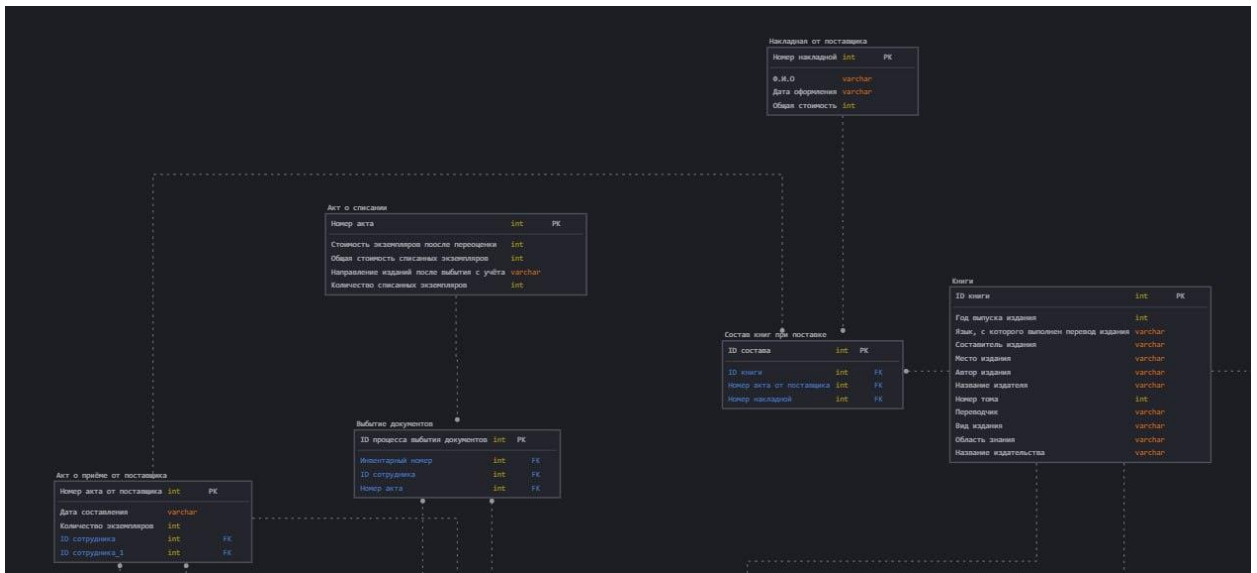 Накладная от поставщика
Номер накладной int PK
Ф.И.О varchar
Дата оформления varchar
Общая стоимость int
Акт о списании
Номер акта int PK
Стоимость экземпляров поосле переоценки int
Общая стоимость списанных экземпляров int
Направление изданий после выбытия с учёта varchar
Количество списанных экземпляров int
Книги
ID книги int PK
Год выпуска издания int
Язык, с которого выполнен перевод издания varchar
Составитель издания varchar
Место издания varchar
Автор издания varchar
Название издателя varchar
Номер тома int
Переводчик varchar
Вид издания varchar
Область знания varchar
Название издательства varchar
Состав книг при поставке
ID состава int PK
ID книги int FK
Номер акта от поставщика int FK
Номер накладной int FK
Выбытие документов
ID процесса выбытия документов int PK
Инвентарный номер int FK
ID сотрудника int FK
Номер акта int FK
Акт о приёме от поставщика
Номер акта от поставщика int PK
Дата составления varchar
Количество экземпляров int
ID сотрудника int FK
ID сотрудника_1 int FK